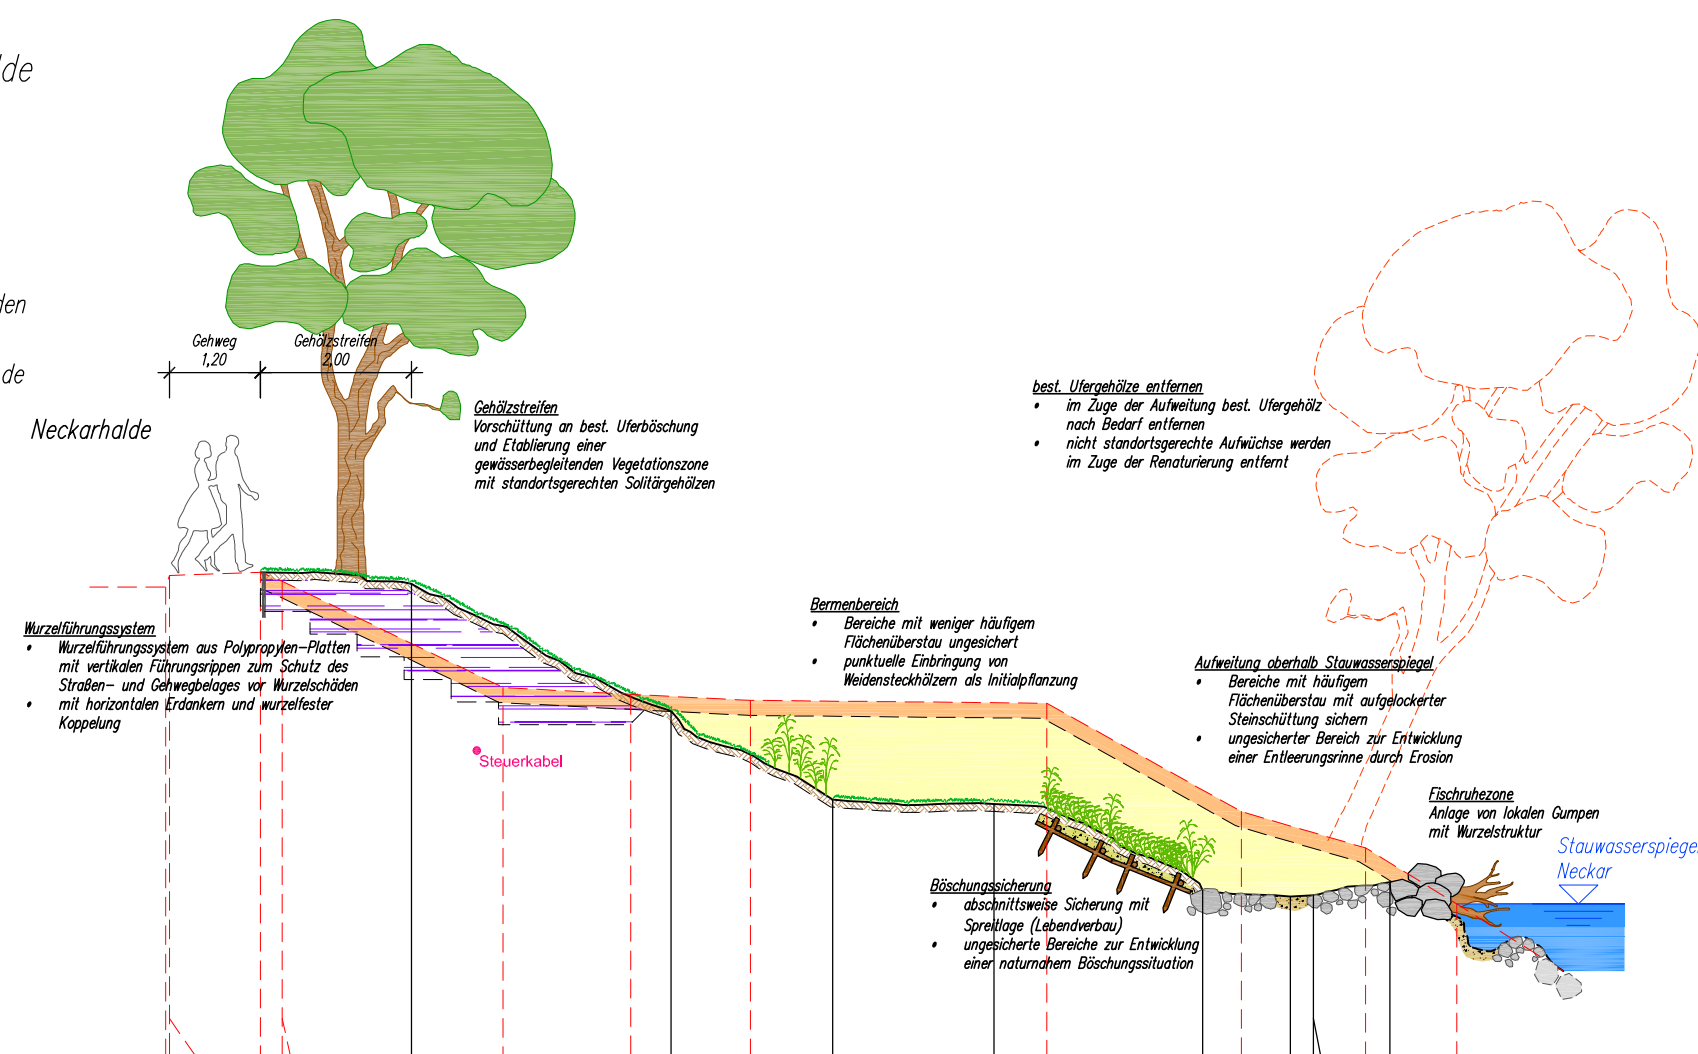 de
den
de
Gehweg
1,20
Gehölzstreifen
2,00
Neckarhalde
Gehölzstreifen
Vorschüttung an best. Uferböschung
und Etablierung einer
gewässerbegleitenden Vegetationszone
mit standortsgerechten Solitärgehölzen
best. Ufergehölze entfernen
• im Zuge der Aufweitung best. Ufergehölz
nach Bedarf entfernen
• nicht standortsgerechte Aufwüchse werden
im Zuge der Renaturierung entfernt
Wurzelführungssystem
• Wurzelführungssystem aus Polypropylen-Platten
mit vertikalen Führungsrippen zum Schutz des
Straßen- und Gehwegbelages vor Wurzelschäden
• mit horizontalen Erdankern und wurzelfester
Koppelung
Steuerkabel
Bermenbereich
• Bereiche mit weniger häufigem
Flächenüberstau ungesichert
• punktuelle Einbringung von
Weidensteckhölzern als Initialpflanzung
Aufweitung oberhalb Stauwasserspiegel
• Bereiche mit häufigem
Flächenüberstau mit aufgelockerter
Steinschüttung sichern
• ungesicherter Bereich zur Entwicklung
einer Entleerungsrinne durch Erosion
Fischruhezone
Anlage von lokalen Gumpen
mit Wurzelstruktur
Stauwasserspiegel
Neckar
Böschungssicherung
• abschnittsweise Sicherung mit
Spreitlage (Lebendverbau)
• ungesicherte Bereiche zur Entwicklung
einer naturnahem Böschungssituation